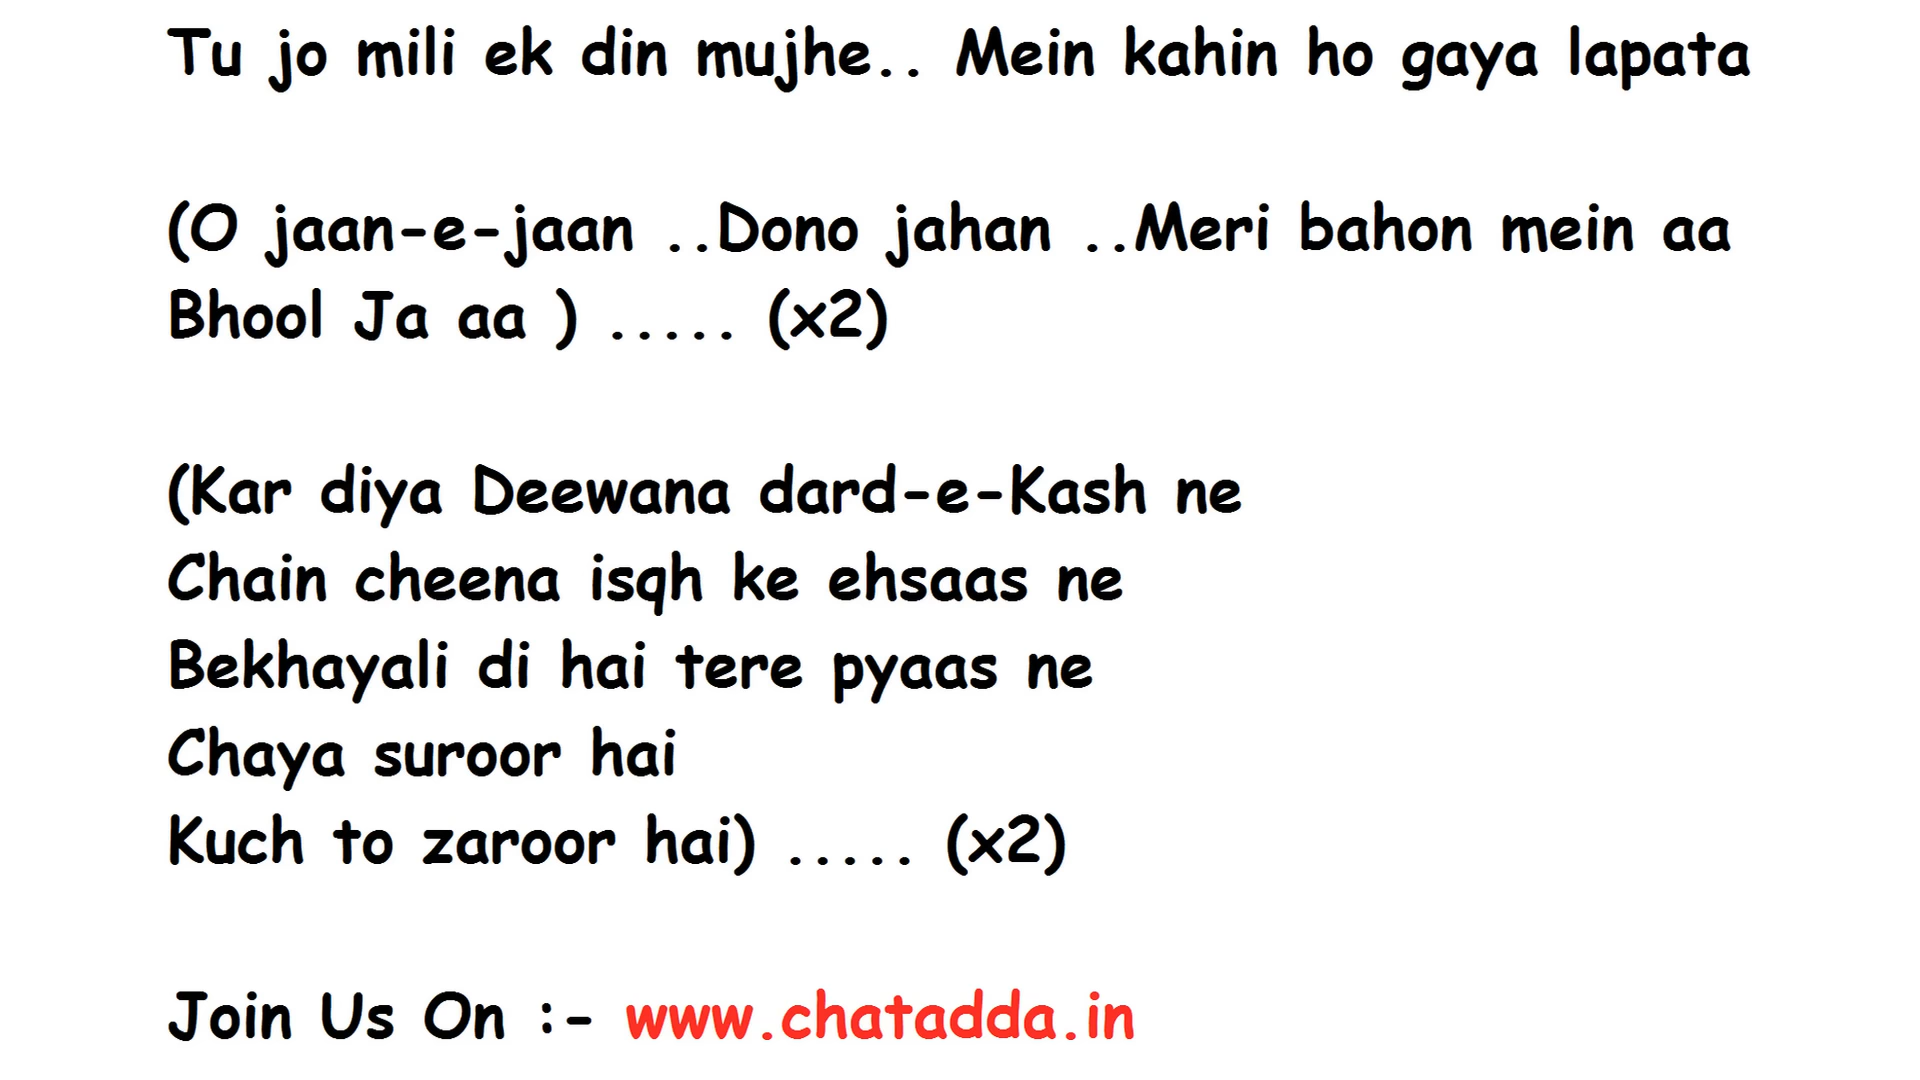 Tu jo mili ek din mujhe.. Mein kahin ho gaya lapata
(O jaan-e-jaan ..Dono jahan ..Meri bahon mein aa
Bhool Ja aa ) ..... (x2)
(Kar diya Deewana dard-e-Kash ne
Chain cheena isqh ke ehsaas ne
Bekhayali di hai tere pyaas ne
Chaya suroor hai
Kuch to zaroor hai) ..... (x2)
Join Us On :- www.chatadda.in